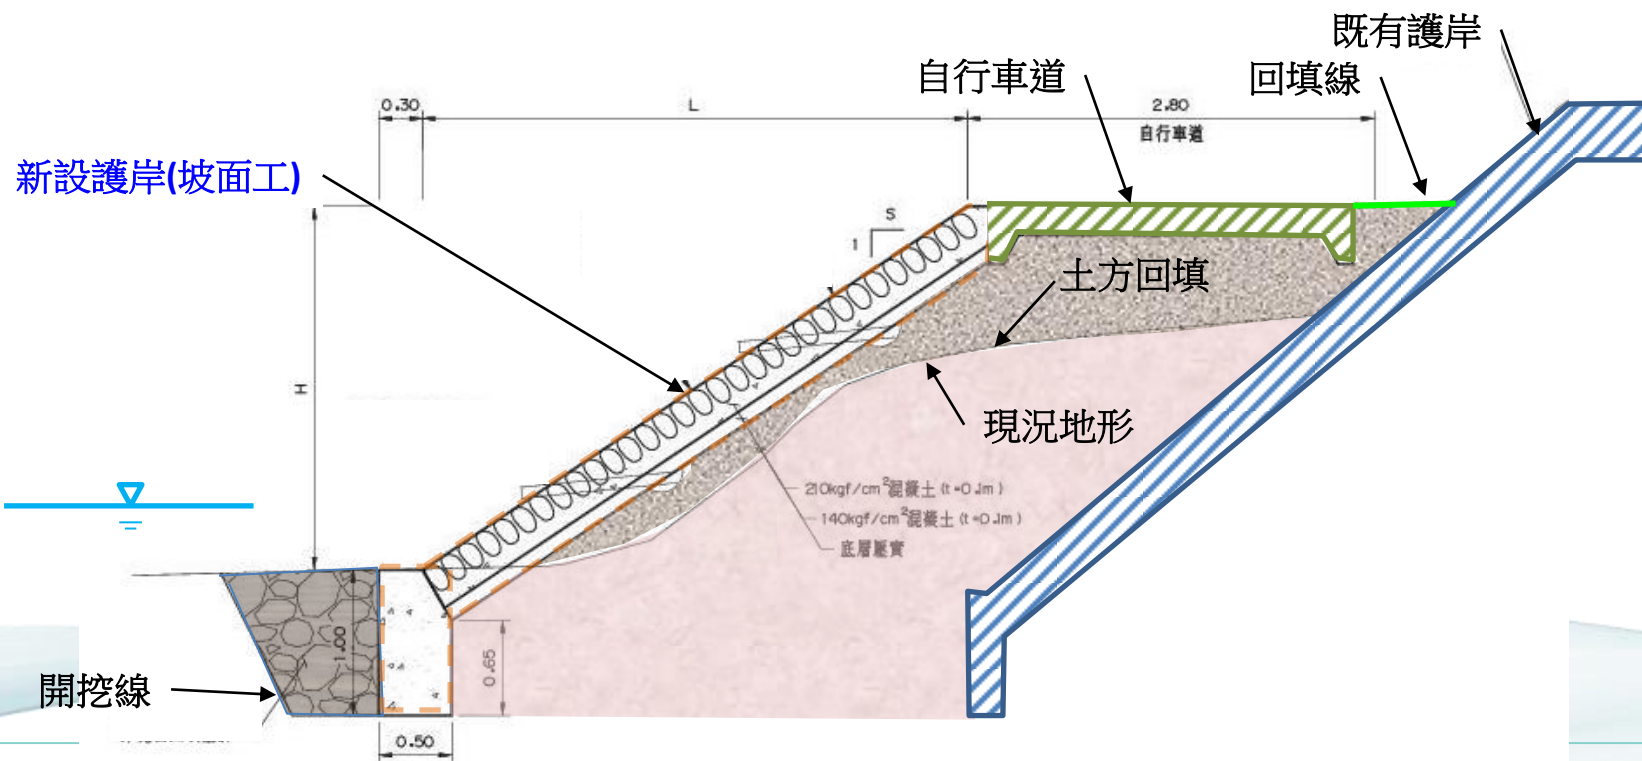 既有護岸
自行車道
回填線
0.30
L
2.80
自行車道
新設護岸(坡面工)
S
1
土方回填
H
現況地形
210kgf/cm²混凝土(t=0.1m)
140kgf/cm²混凝土(t=0.1m)
底層壓實
1.00
0.65
開挖線
0.50